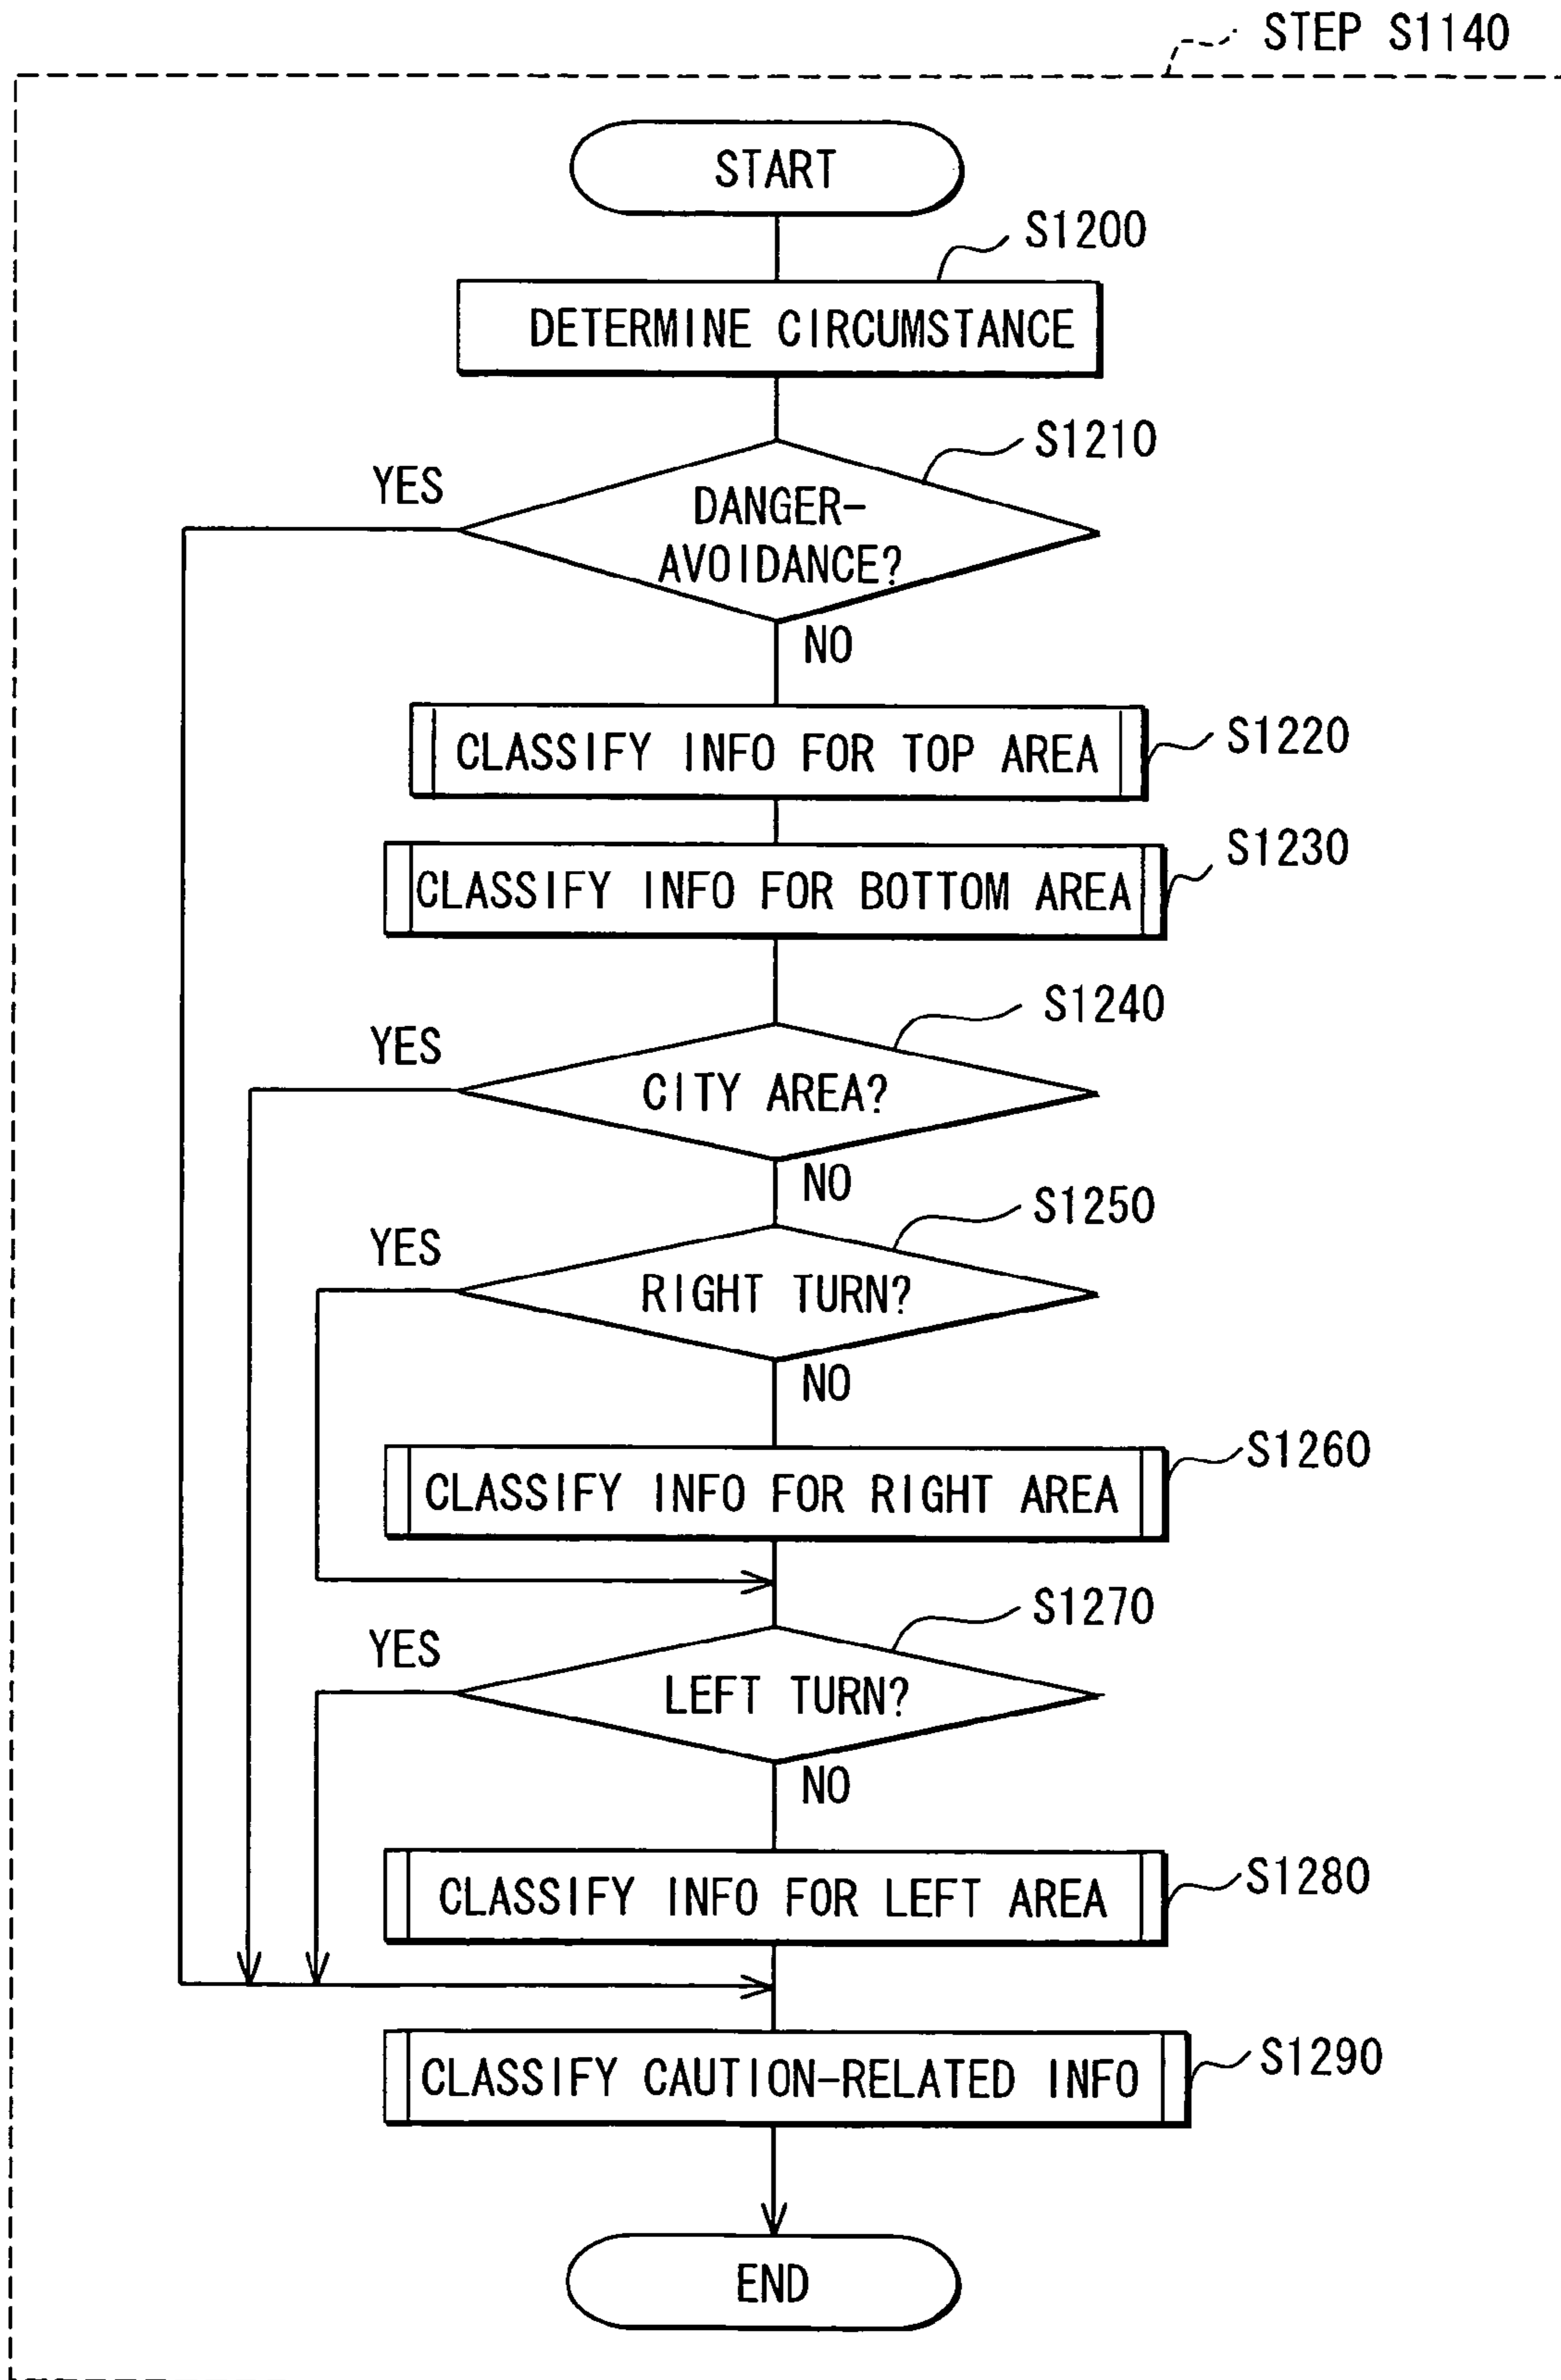 STEP S1140
START
S1200
DETERMINE CIRCUMSTANCE
S1210
YES
DANGER-
AVOIDANCE?
NO
CLASSIFY INFO FOR TOP AREA
S1220
CLASSIFY INFO FOR BOTTOM AREA
S1230
S1240
YES
CITY AREA?
NO
S1250
YES
RIGHT TURN?
NO
CLASSIFY INFO FOR RIGHT AREA
S1260
S1270
YES
LEFT TURN?
NO
CLASSIFY INFO FOR LEFT AREA
S1280
CLASSIFY CAUTION-RELATED INFO
S1290
END